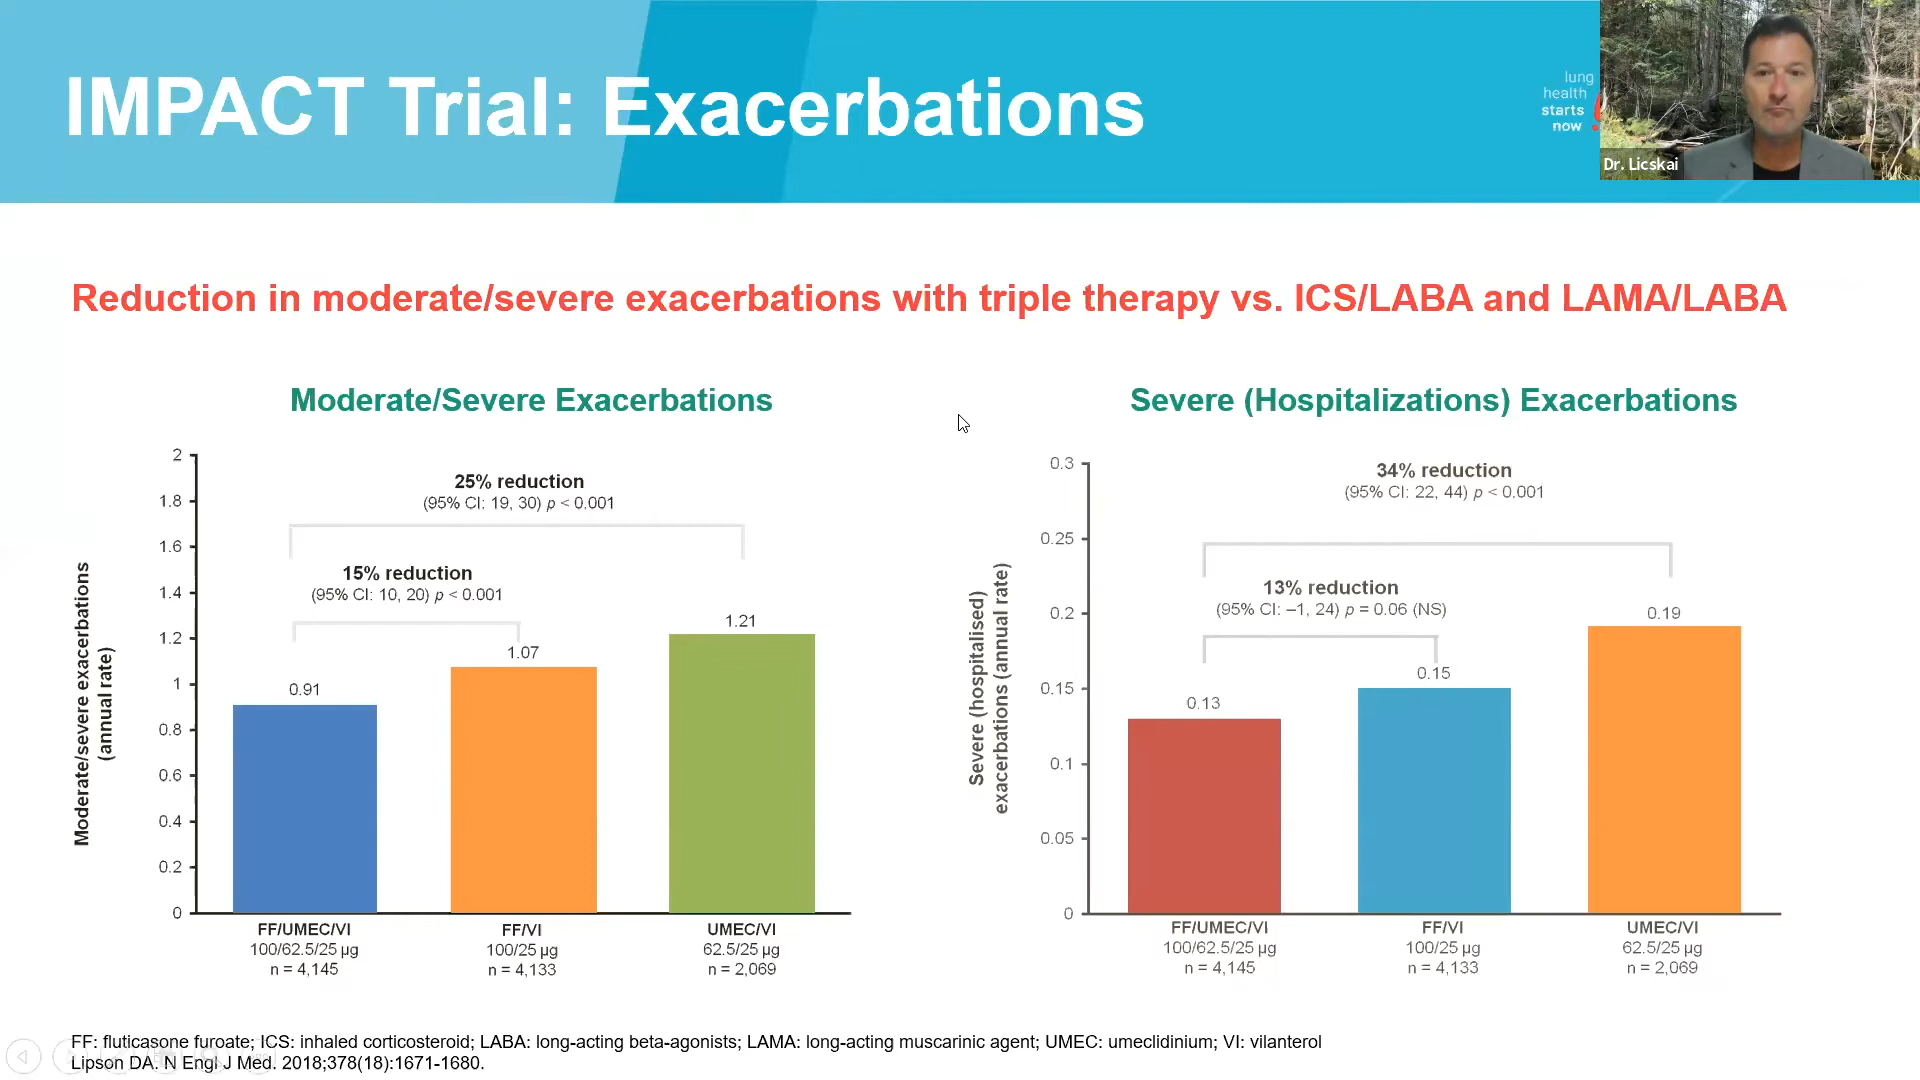 IMPACT Trial: Exacerbations
lung
health
starts
now
Dr. Licskai
Reduction in moderate/severe exacerbations with triple therapy vs. ICS/LABA and LAMA/LABA
Moderate/Severe Exacerbations
Moderate/severe exacerbations
(annual rate)
2
1.8
1.6
1.4
1.2
1
0.8
0.6
0.4
0.2
0
25% reduction
(95% CI: 19, 30) p < 0.001
15% reduction
(95% CI: 10, 20) p < 0.001
0.91
1.07
1.21
FF/UMEC/VI
100/62.5/25 µg
n = 4,145
FF/VI
100/25 µg
n = 4,133
UMEC/VI
62.5/25 µg
n = 2,069
Severe (Hospitalizations) Exacerbations
Severe (hospitalised)
exacerbations (annual rate)
0.3
0.25
0.2
0.15
0.1
0.05
0
34% reduction
(95% CI: 22, 44) p < 0.001
13% reduction
(95% CI: –1, 24) p = 0.06 (NS)
0.13
0.15
0.19
FF/UMEC/VI
100/62.5/25 µg
n = 4,145
FF/VI
100/25 µg
n = 4,133
UMEC/VI
62.5/25 µg
n = 2,069
FF: fluticasone furoate; ICS: inhaled corticosteroid; LABA: long-acting beta-agonists; LAMA: long-acting muscarinic agent; UMEC: umeclidinium; VI: vilanterol
Lipson DA. N Engl J Med. 2018;378(18):1671-1680.